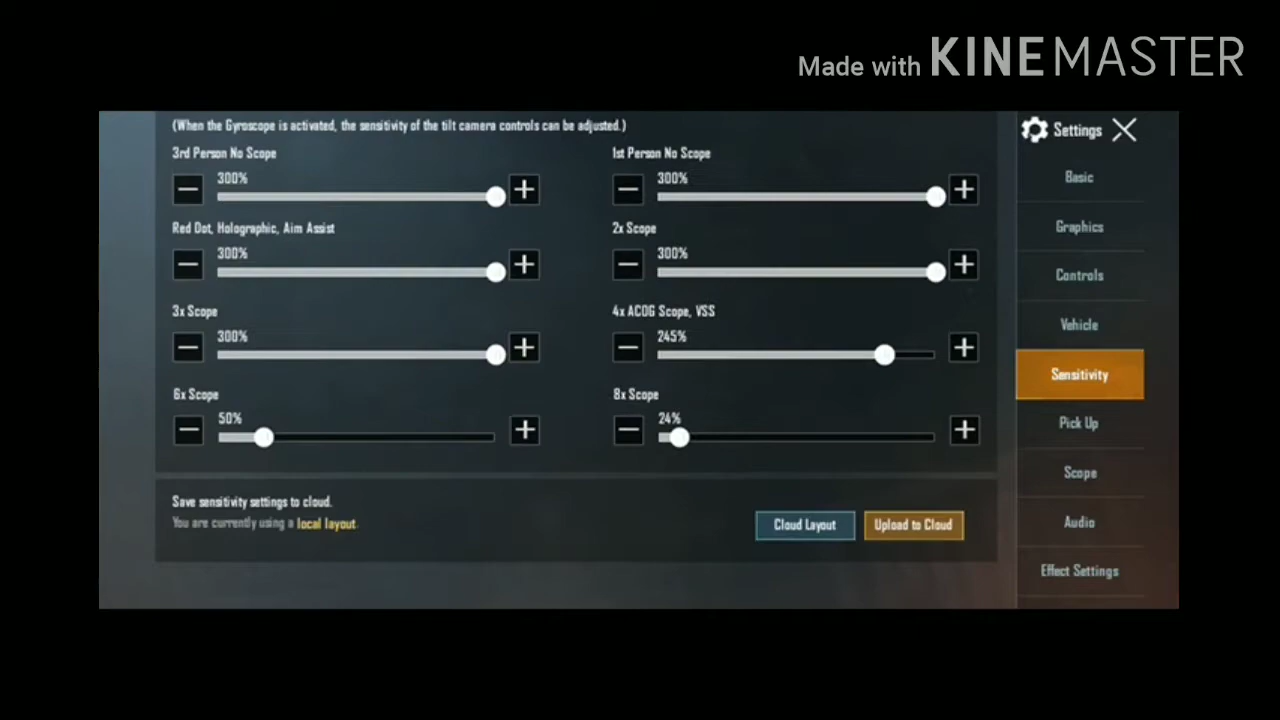 Made with KINEMASTER
(When the Gyroscope is activated, the sensitivity of the tilt camera controls can be adjusted.)
Settings
3rd Person No Scope
300%
1st Person No Scope
300%
Basic
Red Dot, Holographic, Aim Assist
300%
2x Scope
300%
Graphics
Controls
3x Scope
300%
4x ACOG Scope, VSS
245%
Vehicle
Sensitivity
6x Scope
50%
8x Scope
24%
Pick Up
Scope
Save sensitivity settings to cloud.
You are currently using a local layout.
Cloud Layout
Upload to Cloud
Audio
Effect Settings